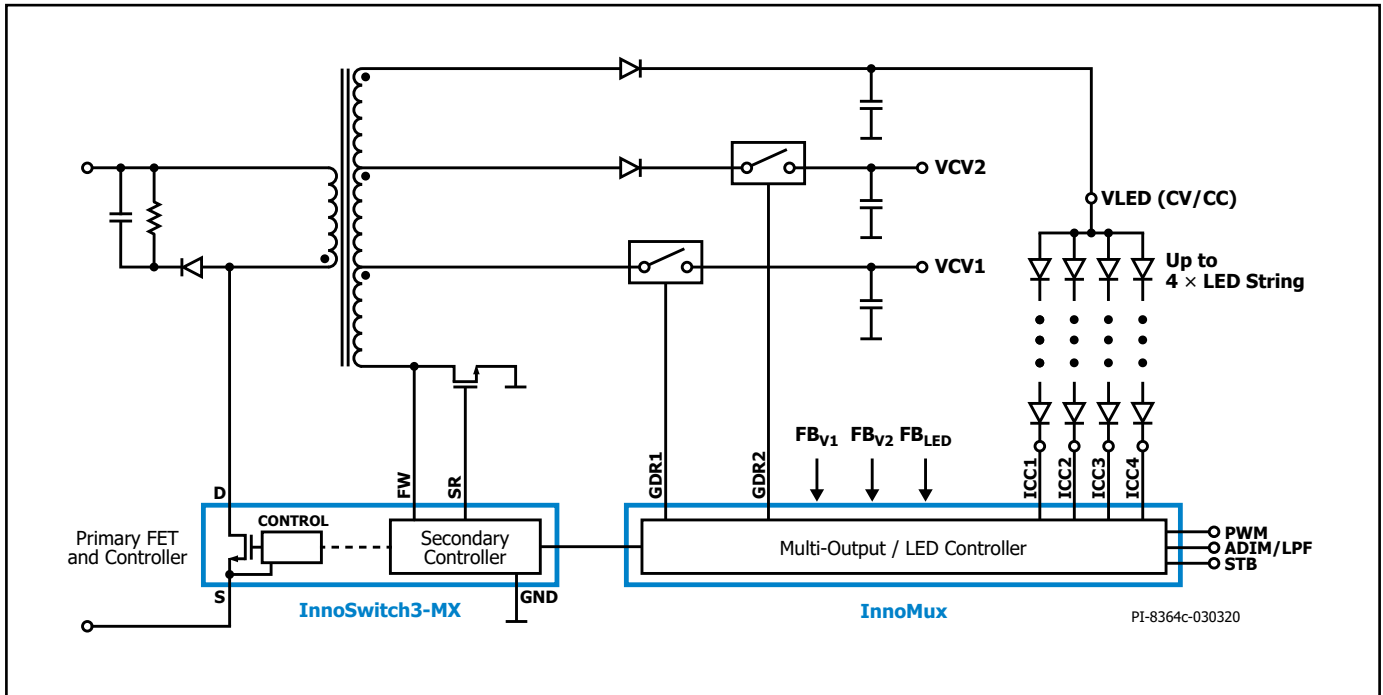 VCV2
VLED (CV/CC)
Up to
4 × LED String
VCV1
FBV1
FBV2
FBLED
FW
SR
GDR1
GDR2
ICC1
ICC2
ICC3
ICC4
D
CONTROL
Primary FET
and Controller
Secondary
Controller
Multi-Output / LED Controller
PWM
ADIM/LPF
STB
S
GND
InnoSwitch3-MX
InnoMux
PI-8364c-030320